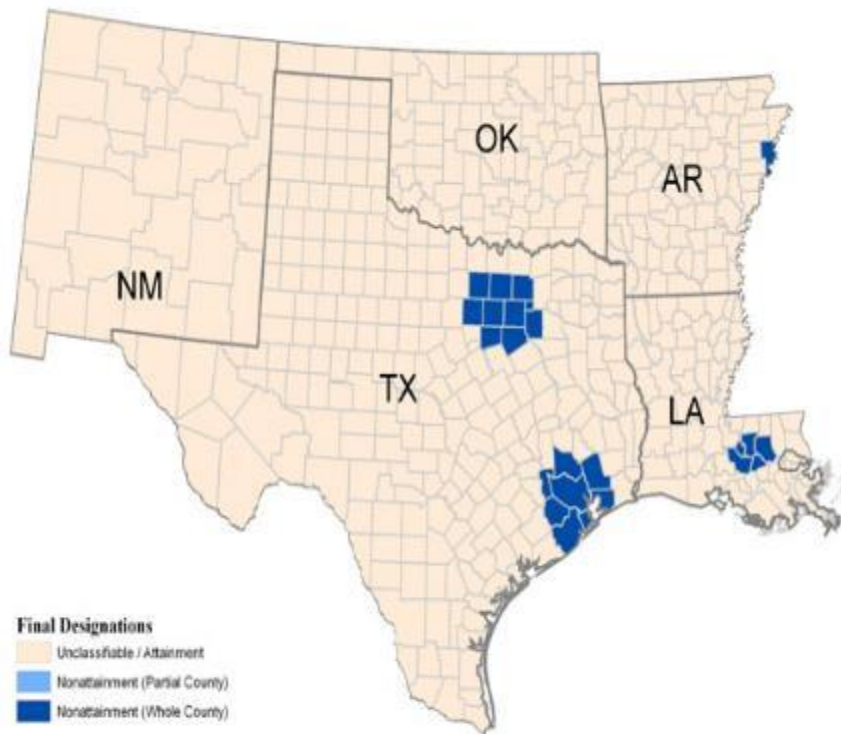 OK
AR
NM
TX
LA
Final Designations
Unclassifiable / Attainment
Nonattainment (Partial County)
Nonattainment (Whole County)